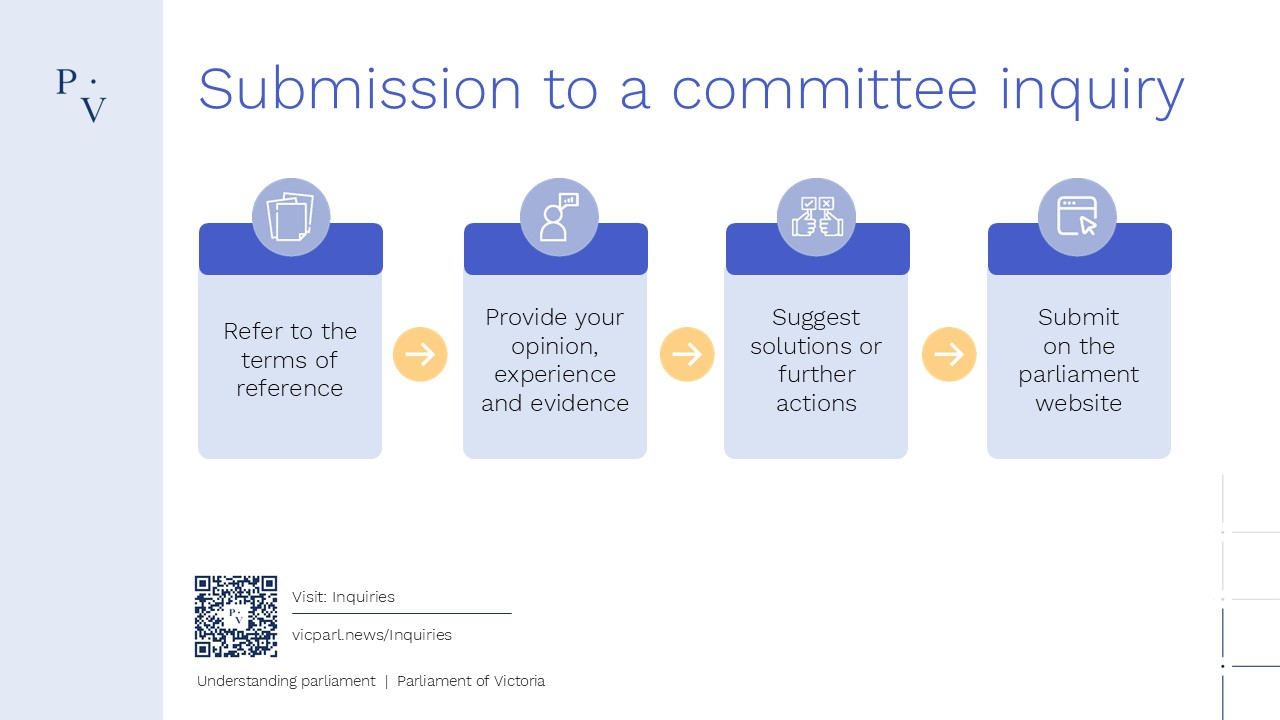 P .
V
Submission to a committee inquiry
Refer to the
terms of
reference
Provide your
opinion,
experience
and evidence
Suggest
solutions or
further
actions
Submit
on the
parliament
website
P.
V
Visit: Inquiries
vicparl.news/Inquiries
Understanding parliament | Parliament of Victoria